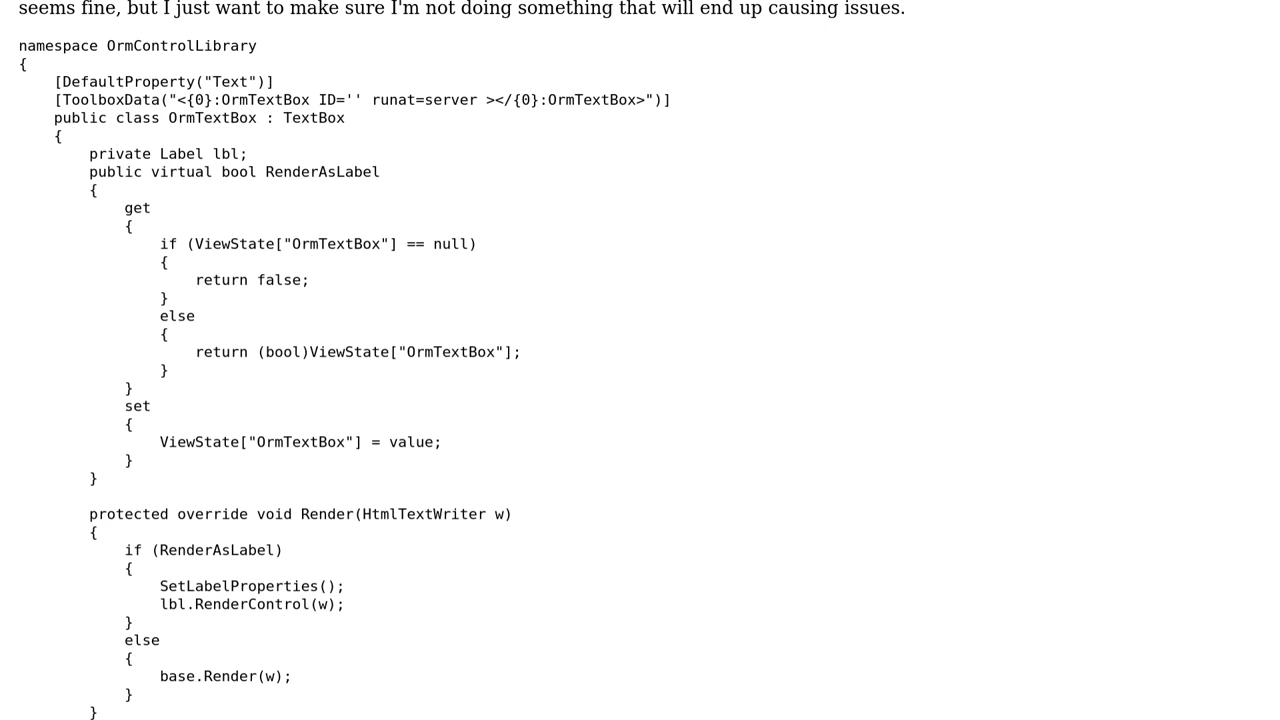 seems fine, but I just want to make sure I'm not doing something that will end up causing issues.
namespace OrmControlLibrary
{
    [DefaultProperty("Text")]
    [ToolboxData("<{0}:OrmTextBox ID='' runat=server ></{0}:OrmTextBox>")]
    public class OrmTextBox : TextBox
    {
        private Label lbl;
        public virtual bool RenderAsLabel
        {
            get
            {
                if (ViewState["OrmTextBox"] == null)
                {
                    return false;
                }
                else
                {
                    return (bool)ViewState["OrmTextBox"];
                }
            }
            set
            {
                ViewState["OrmTextBox"] = value;
            }
        }

        protected override void Render(HtmlTextWriter w)
        {
            if (RenderAsLabel)
            {
                SetLabelProperties();
                lbl.RenderControl(w);
            }
            else
            {
                base.Render(w);
            }
        }